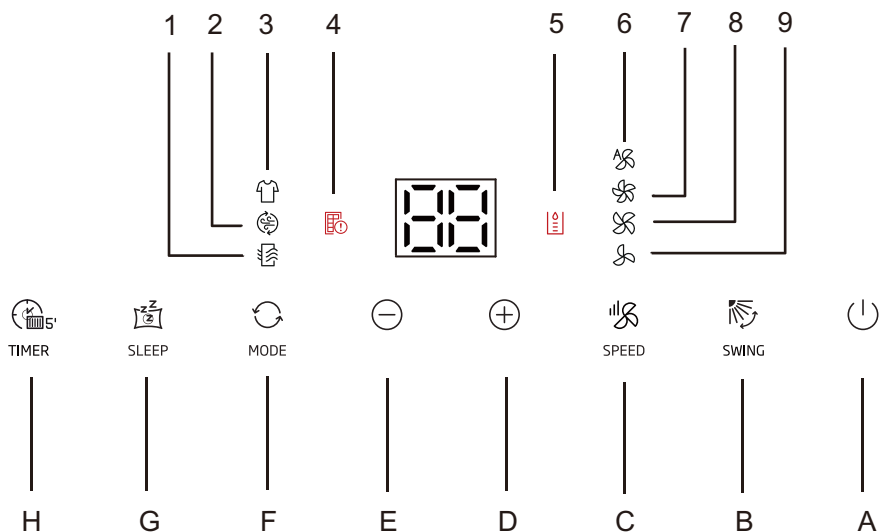 1 2 3 4 5 6 7 8 9
A
88
5'
TIMER SLEEP MODE SPEED SWING
H G F E D C B A